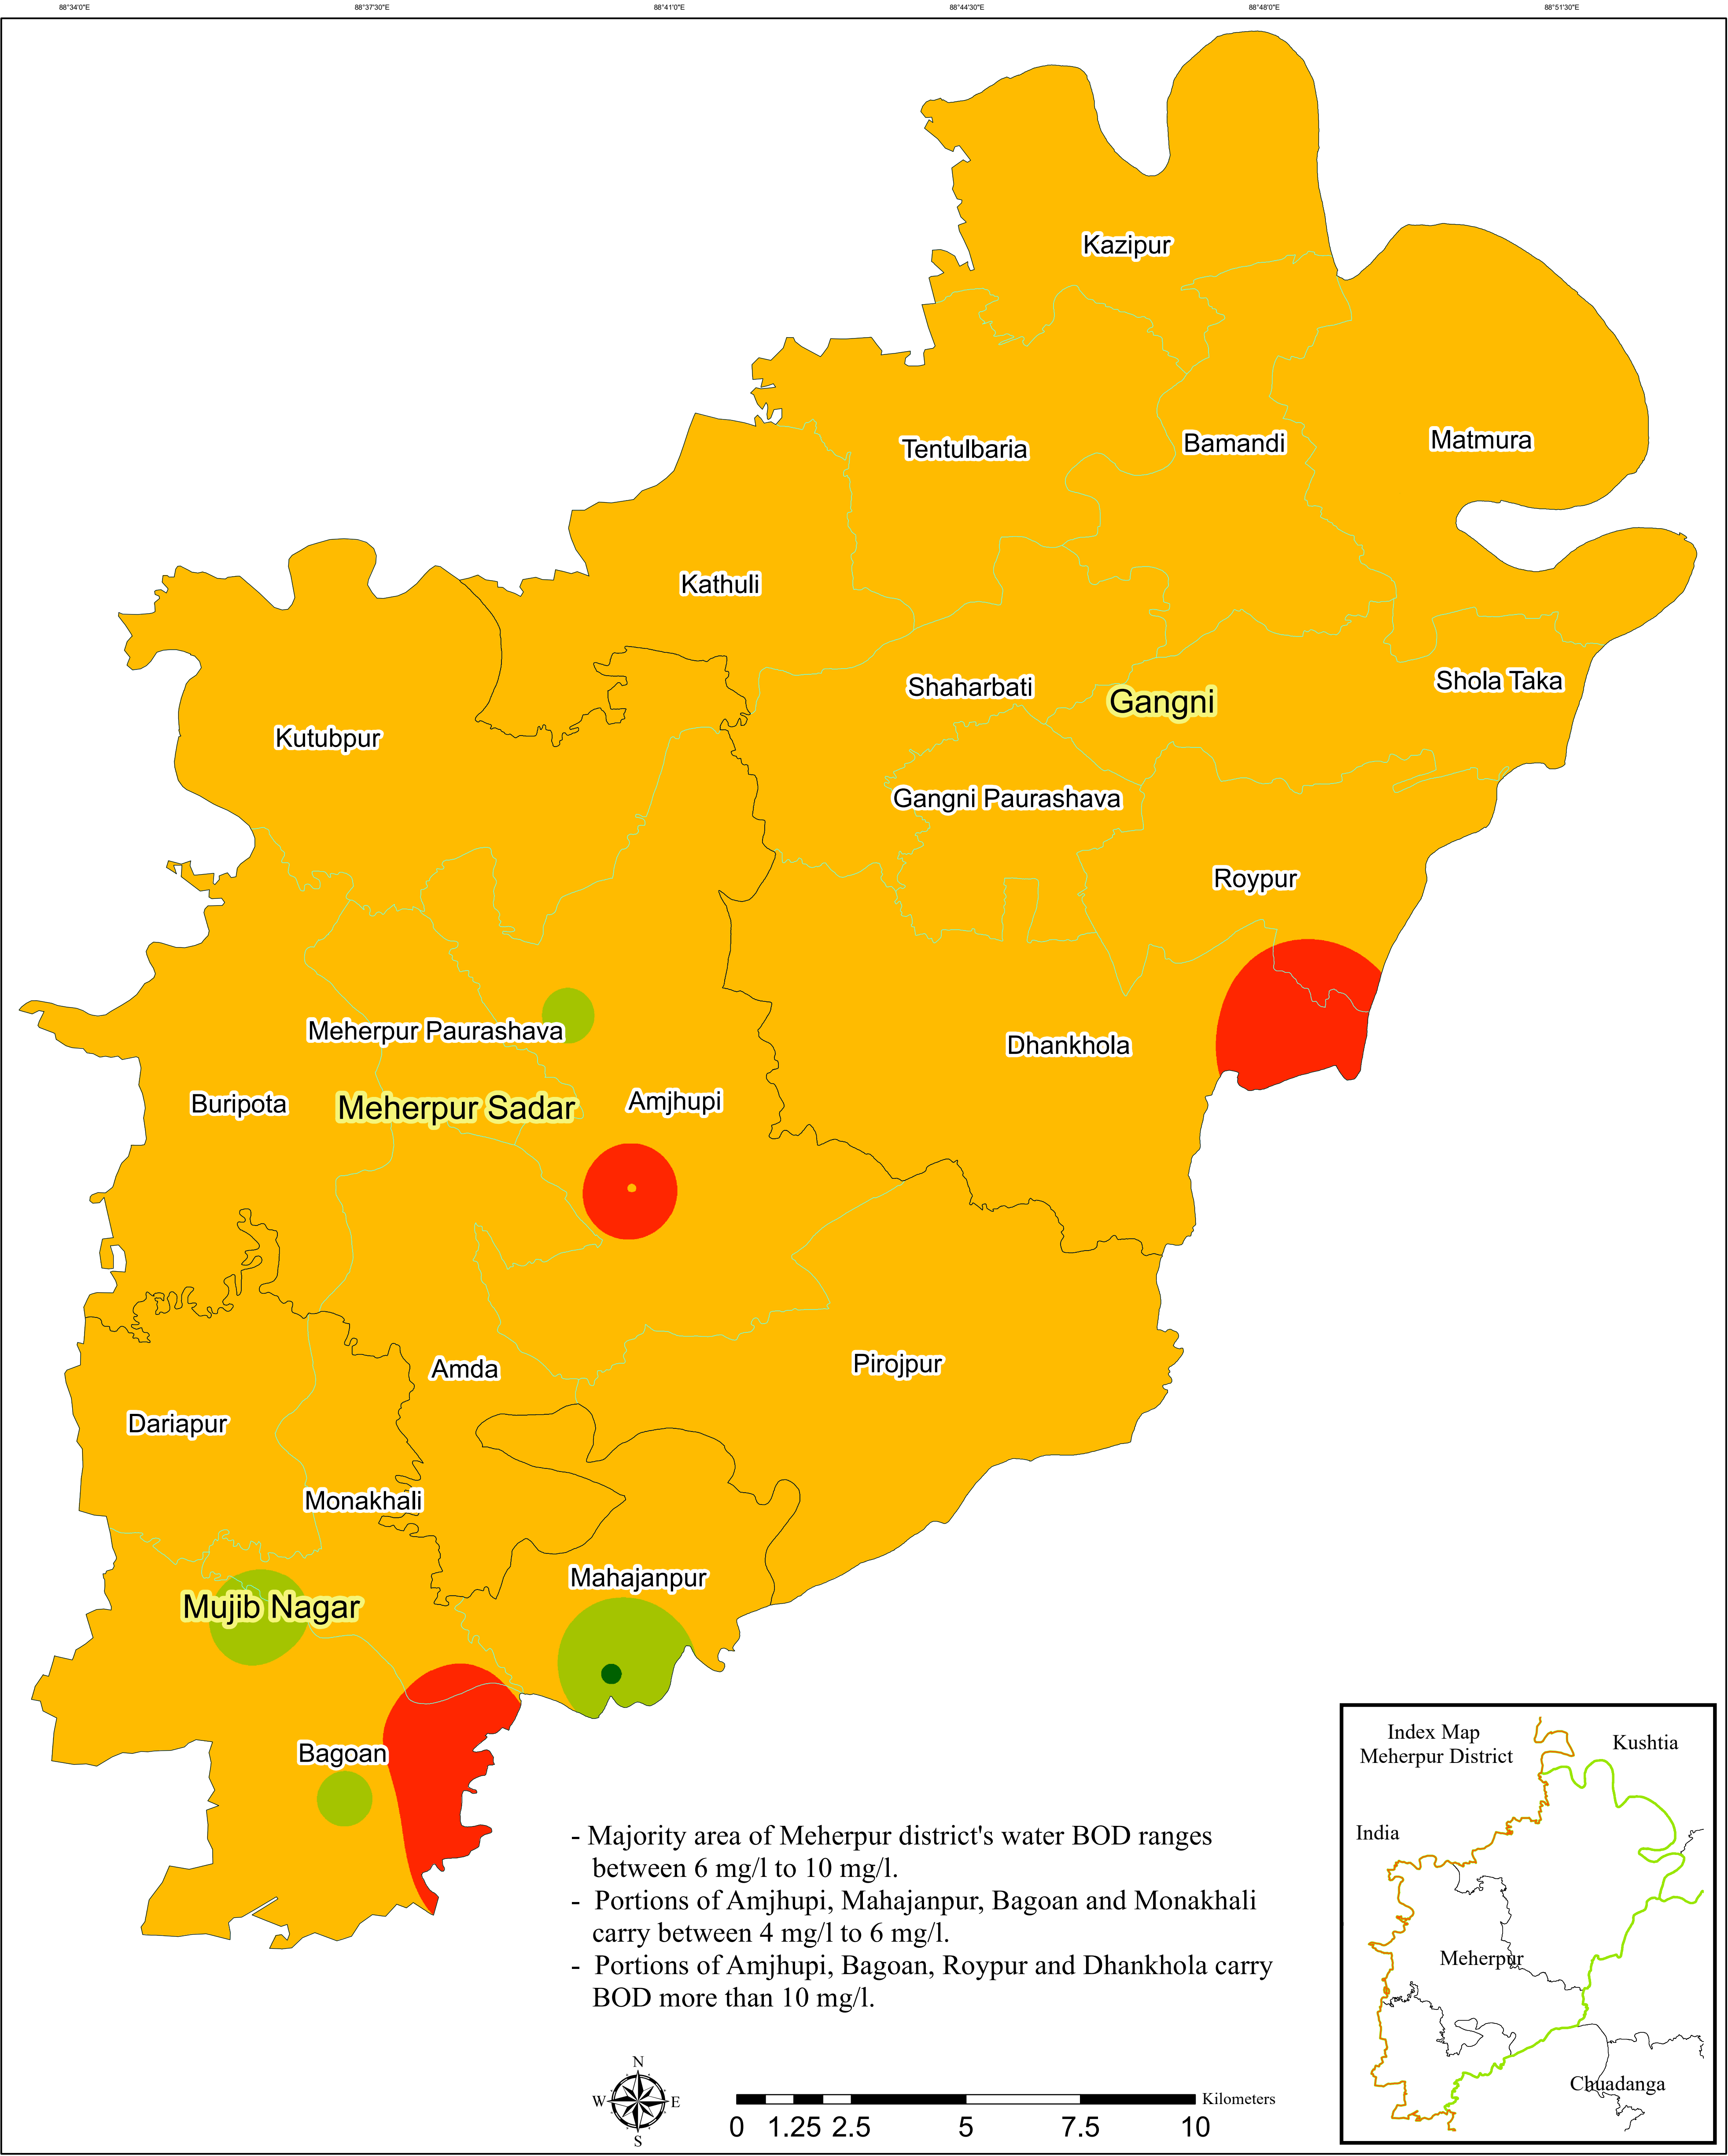 88°34'0"E 88°37'30"E 88°41'0"E 88°44'30"E 88°48'0"E 88°51'30"E
Kazipur
Tentulbaria
Bamandi
Matmura
Kathuli
Shaharbati
Gangni
Shola Taka
Kutubpur
Gangni Paurashava
Roypur
Meherpur Paurashava
Dhankhola
Buripota
Meherpur Sadar
Amjhupi
Amda
Pirojpur
Dariapur
Monakhali
Mahajanpur
Mujib Nagar
Bagoan
- Majority area of Meherpur district's water BOD ranges
between 6 mg/l to 10 mg/l.
- Portions of Amjhupi, Mahajanpur, Bagoan and Monakhali
carry between 4 mg/l to 6 mg/l.
- Portions of Amjhupi, Bagoan, Roypur and Dhankhola carry
BOD more than 10 mg/l.
N
W E
S
Kilometers
0 1.25 2.5 5 7.5 10
Index Map
Meherpur District
Kushtia
India
Meherpur
Chuadanga